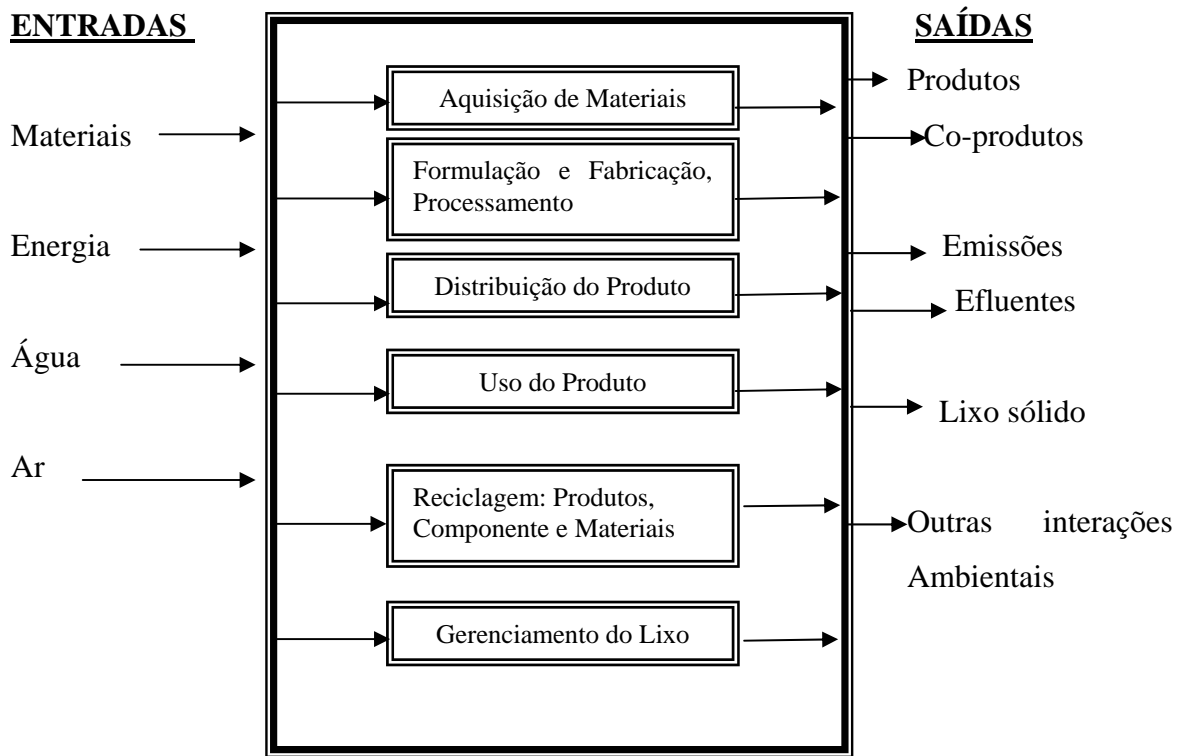 ENTRADAS
Materiais
Energia
Água
Ar
Aquisição de Materiais
Formulação e Fabricação,
Processamento
Distribuição do Produto
Uso do Produto
Reciclagem: Produtos,
Componente e Materiais
Gerenciamento do Lixo
SAÍDAS
Produtos
Co-produtos
Emissões
Efluentes
Lixo sólido
Outras interações
Ambientais